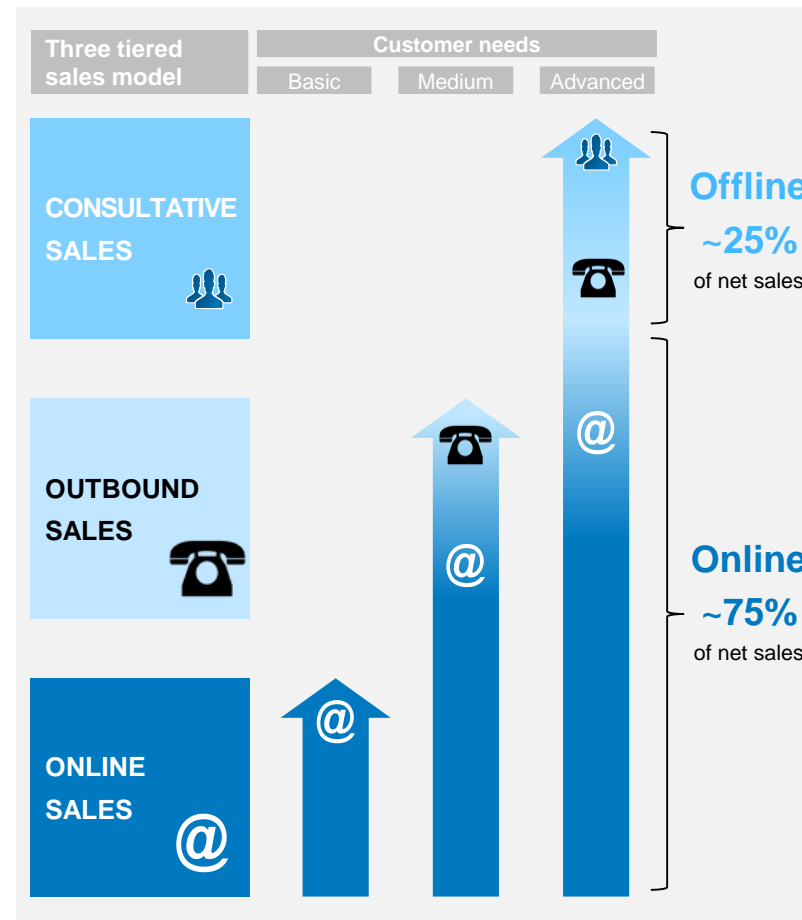 Three tiered
sales model
Customer needs
Basic
Medium
Advanced
CONSULTATIVE
SALES
Offline
~25%
of net sales
@
OUTBOUND
SALES
@
Online
~75%
of net sales
@
ONLINE
SALES
@